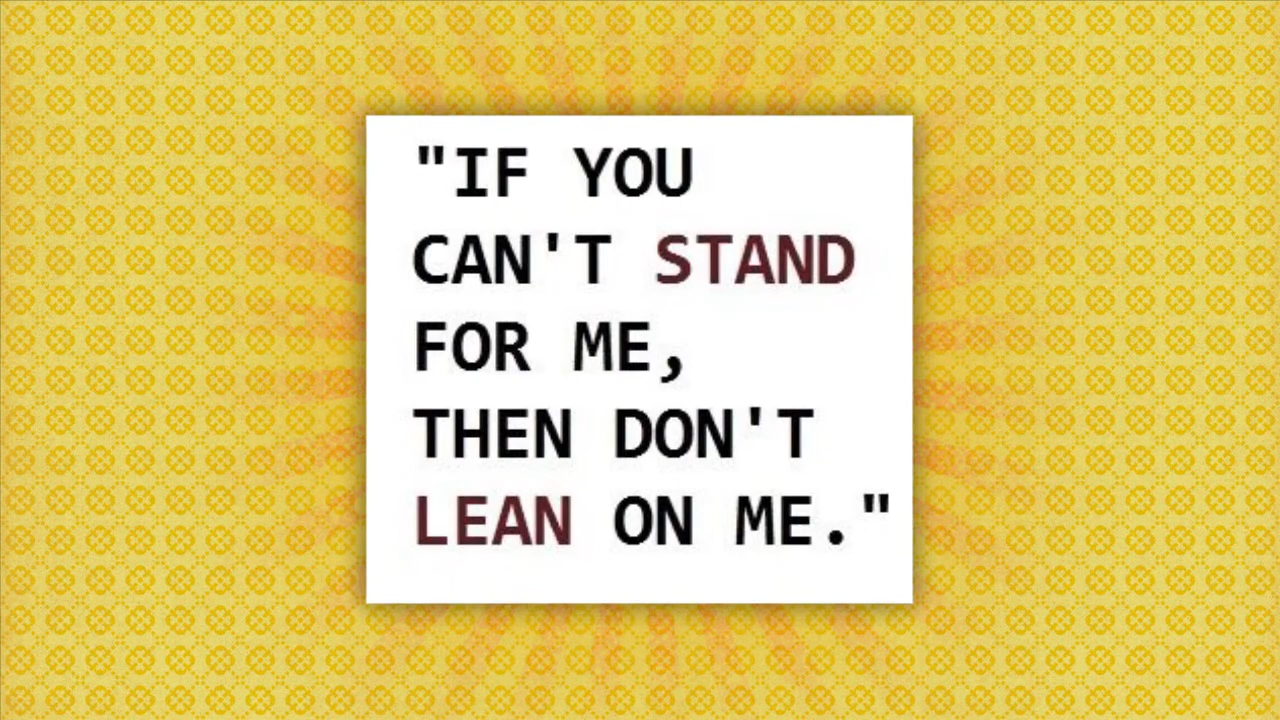 "IF YOU
CAN'T STAND
FOR ME,
THEN DON'T
LEAN ON ME."